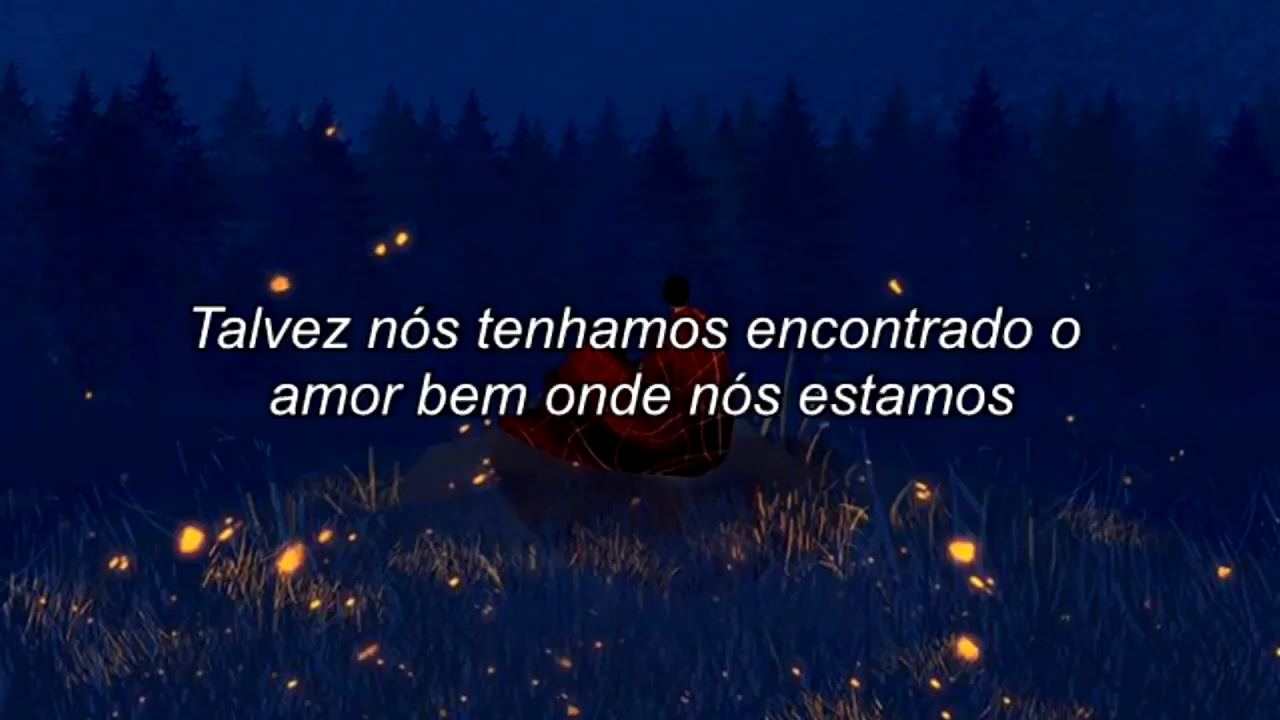 Talvez nós tenhamos encontrado o
amor bem onde nós estamos